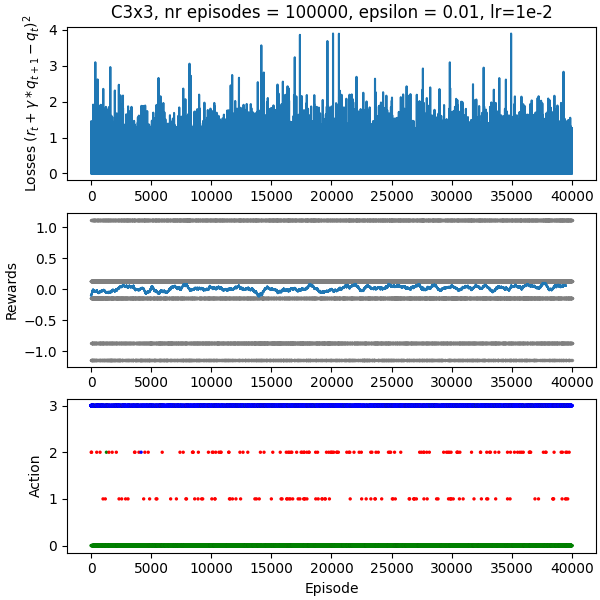 C3x3, nr episodes = 100000, epsilon = 0.01, lr=1e-2
Losses $(r_t + \gamma * q_{t+1} - q_t)^2$
4
3
2
1
0
0 5000 10000 15000 20000 25000 30000 35000 40000
Rewards
1.0
0.5
0.0
−0.5
−1.0
0 5000 10000 15000 20000 25000 30000 35000 40000
Action
3
2
1
0
0 5000 10000 15000 20000 25000 30000 35000 40000
Episode